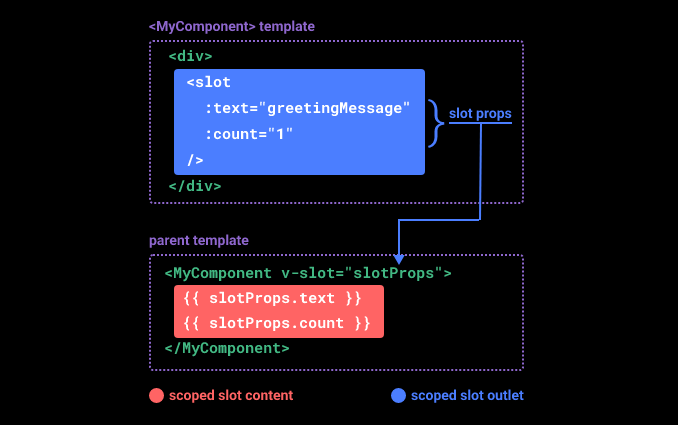 <MyComponent> template
<div>
<slot
:text="greetingMessage"
:count="1"
/>
</div>
slot props
parent template
<MyComponent v-slot="slotProps">
{{ slotProps.text }}
{{ slotProps.count }}
</MyComponent>
scoped slot content
scoped slot outlet